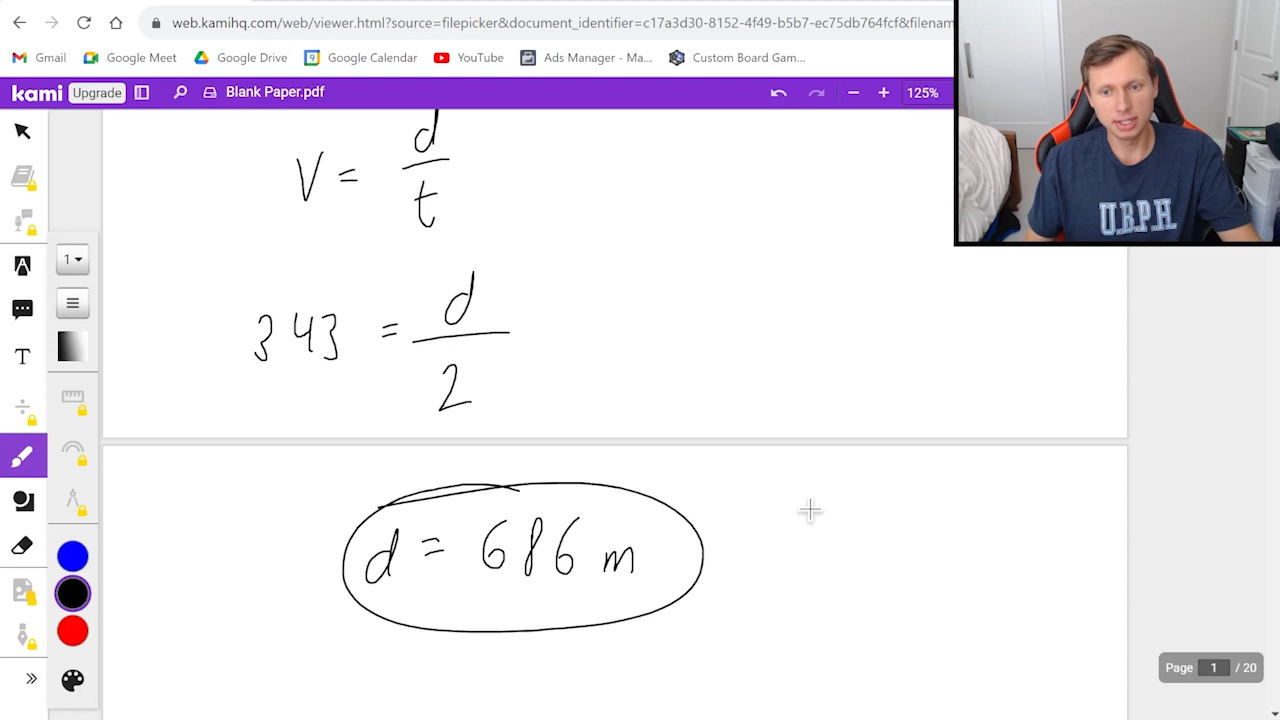 web.kamihq.com/web/viewer.html?source=filepicker&document_identifier=c17a3d30-8152-4f49-b5b7-ec75db764fcf&filenam
Gmail Google Meet Google Drive 9 Google Calendar YouTube Ads Manager - Ma... Custom Board Gam...
kami Upgrade Blank Paper.pdf 125%
V = d
t
1
343 = d
2
T
d = 686 m
U.B.P.H.
Page 1 / 20